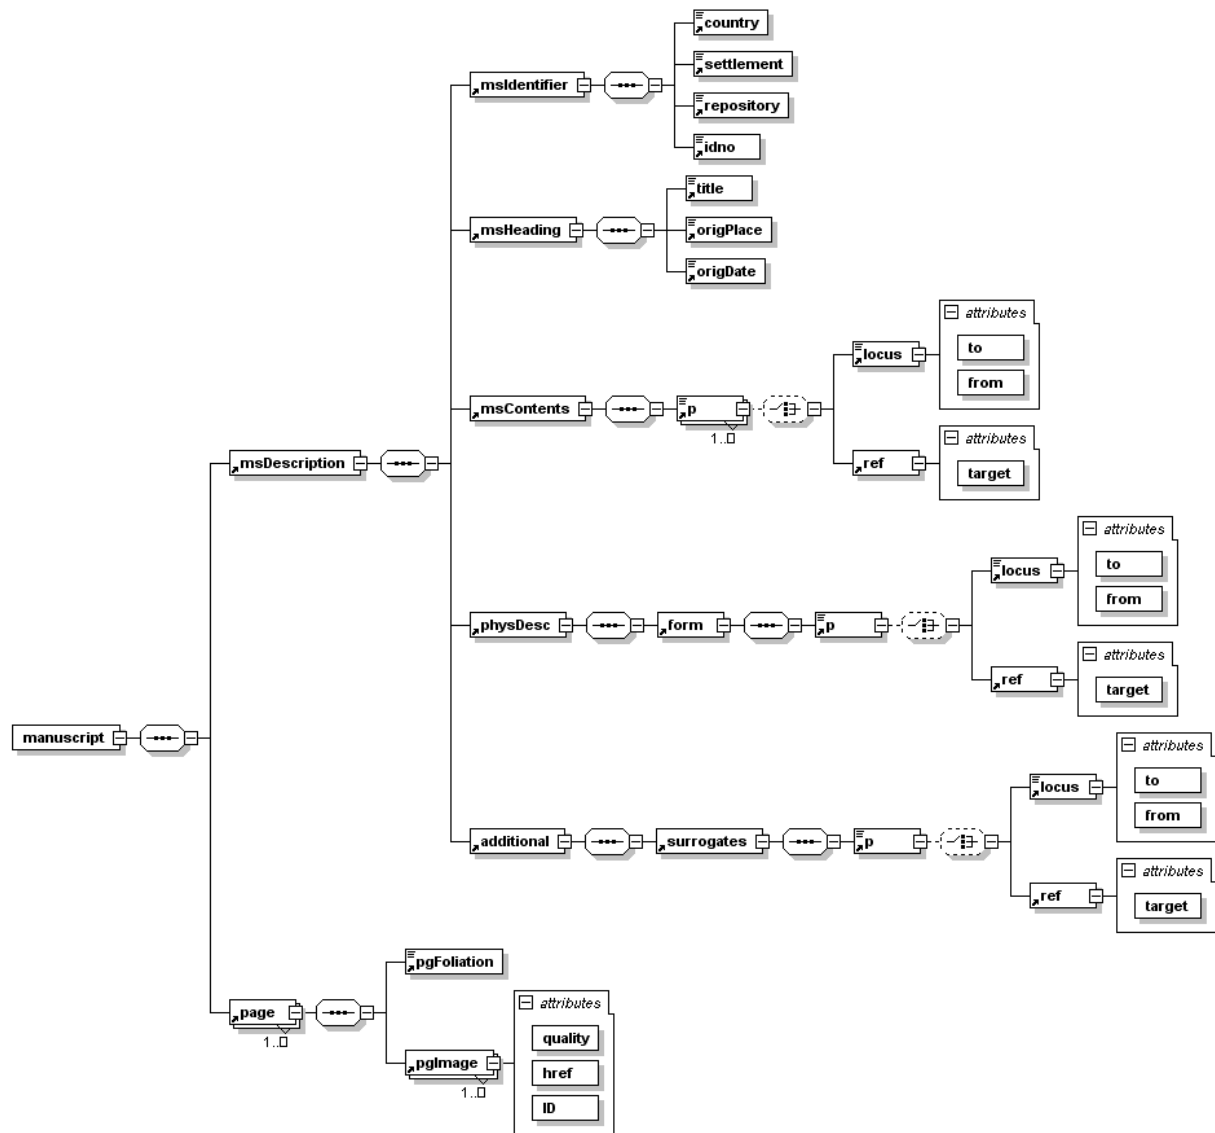 country
settlement
msIdentifier
repository
idno
title
msHeading
origPlace
origDate
attributes
to
locus
from
msContents
p
1..
attributes
msDescription
ref
target
attributes
to
locus
from
physDesc
form
p
attributes
ref
target
manuscript
attributes
to
locus
from
additional
surrogates
p
attributes
ref
target
pgFoliation
attributes
page
1..
quality
pgImage
href
1..
ID